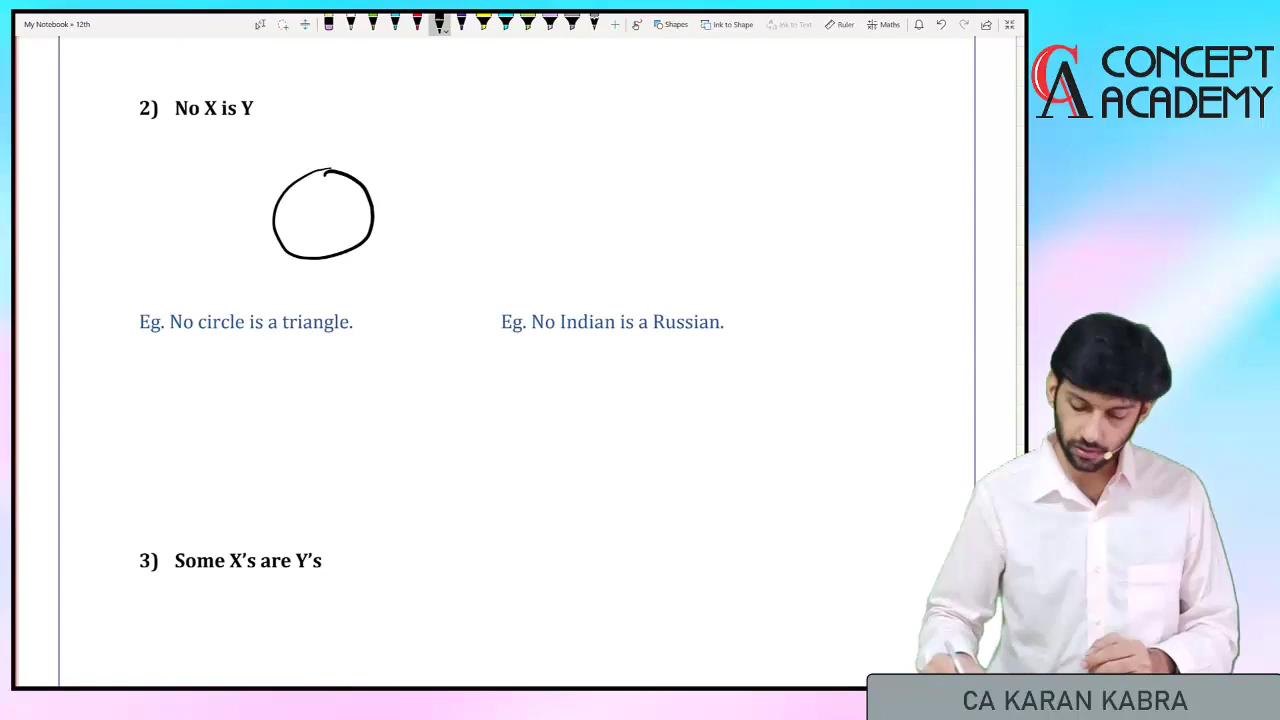 My Notebook » 12th
Shapes
Ink to Shape
Ink to Text
Ruler
Maths
CONCEPT
ACADEMY
2) No X is Y
Eg. No circle is a triangle.
Eg. No Indian is a Russian.
3) Some X’s are Y’s
CA KARAN KABRA